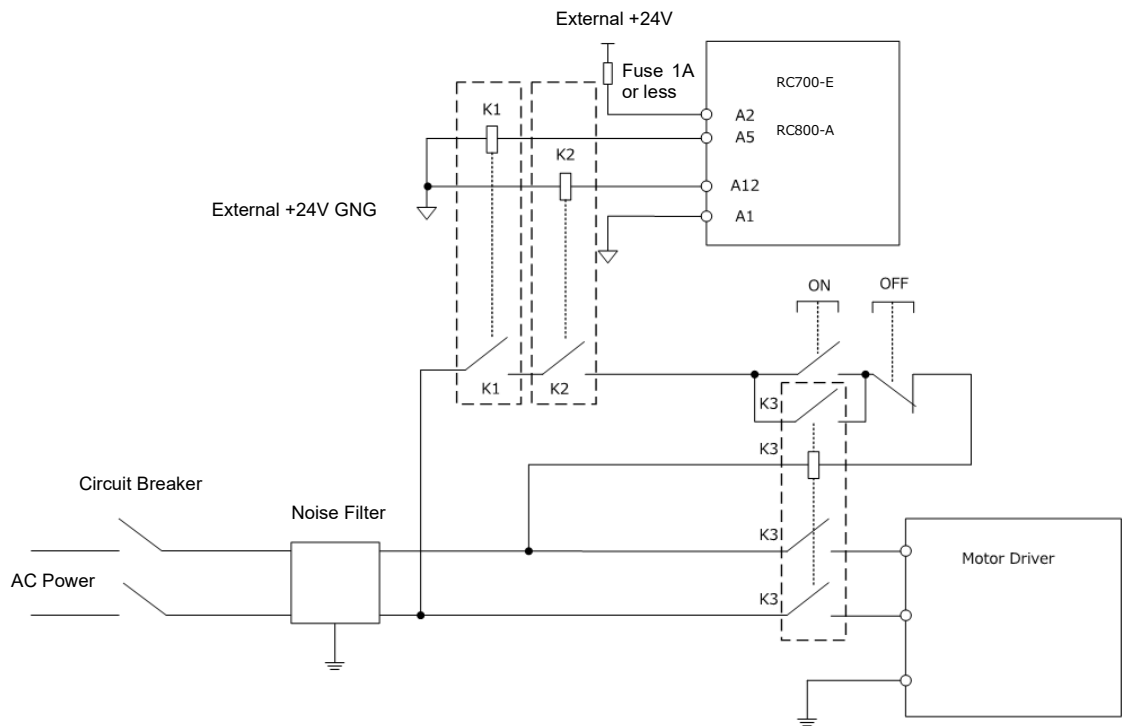 External +24V
Fuse 1A
or less
RC700-E
RC800-A
K1
K2
A2
A5
A12
A1
External +24V GNG
ON
OFF
K1
K2
K3
K3
Circuit Breaker
Noise Filter
K3
AC Power
Motor Driver
K3